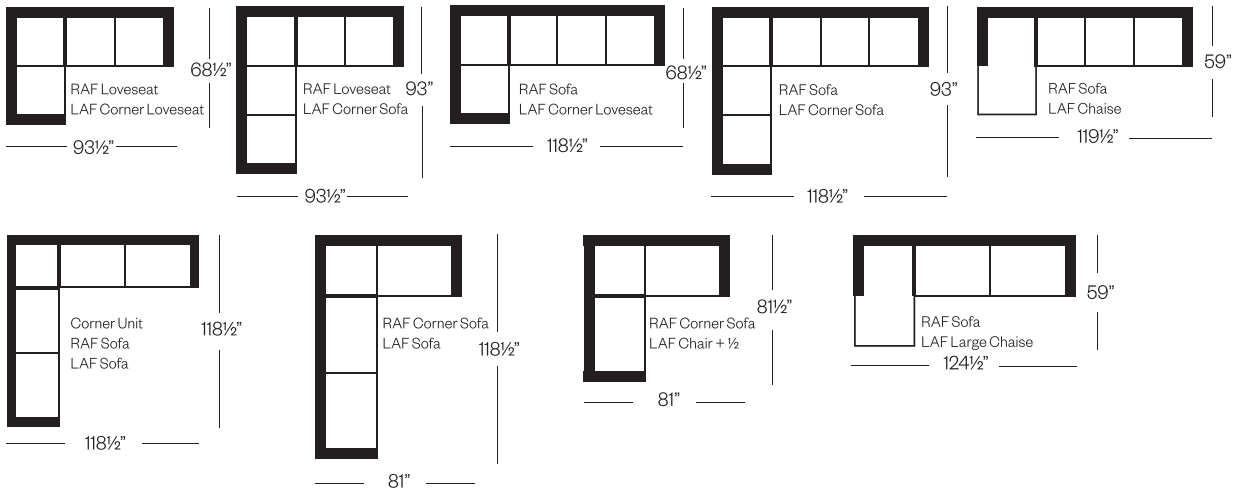 68½”
RAF Loveseat
LAF Corner Loveseat
93½”
RAF Loveseat
LAF Corner Sofa
93”
93½”
68½”
RAF Sofa
LAF Corner Loveseat
118½”
RAF Sofa
LAF Corner Sofa
93”
118½”
59”
RAF Sofa
LAF Chaise
119½”
Corner Unit
RAF Sofa
LAF Sofa
118½”
118½”
RAF Corner Sofa
LAF Sofa
118½”
81”
81½”
RAF Corner Sofa
LAF Chair + ½
81”
59”
RAF Sofa
LAF Large Chaise
124½”